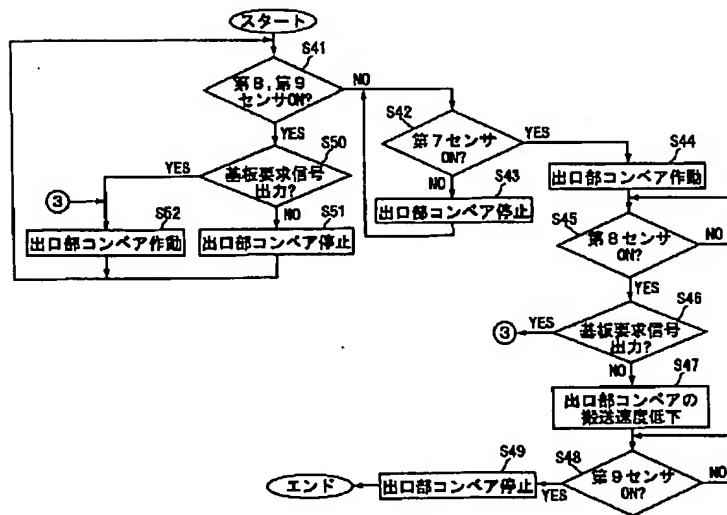 スタート
S41
第8,第9
センサON?
NO
YES
S42
第7センサ
ON?
YES
NO
S43
出口部コンベア停止
S44
出口部コンベア作動
S50
基板要求信号
出力?
YES
NO
③
S52
出口部コンベア作動
S51
出口部コンベア停止
S45
第8センサ
ON?
NO
YES
S46
基板要求信号
出力?
YES
③
NO
S47
出口部コンベアの
搬送速度低下
S48
第9センサ
ON?
NO
YES
S49
出口部コンベア停止
エンド